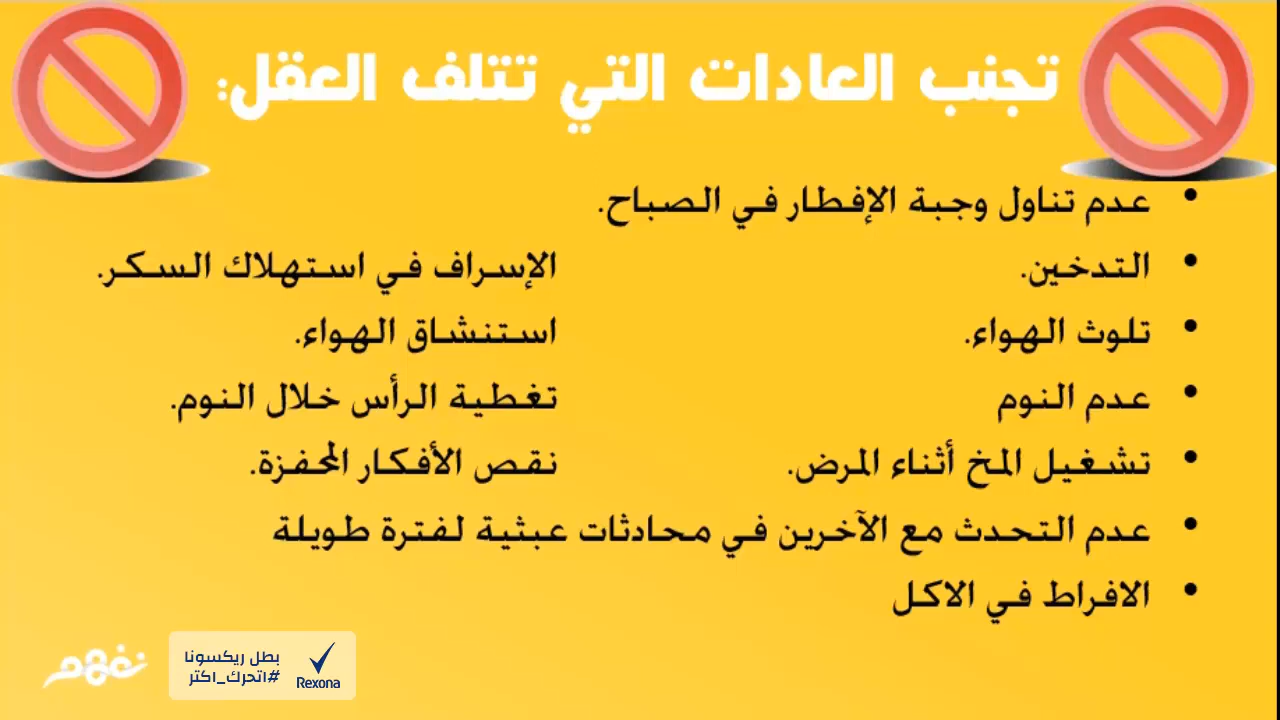 تجنب العادات التي تتلف العقل:
• عدم تناول وجبة الإفطار في الصباح.
• التدخين. الإسراف في استهلاك السكر.
• تلوث الهواء. استنشاق الهواء.
• عدم النوم تغطية الرأس خلال النوم.
• تشغيل المخ أثناء المرض. نقص الأفكار المحفزة.
• عدم التحدث مع الآخرين في محادثات عبثية لفترة طويلة
• الافراط في الاكل
نفهم
بطل ريكسونا
#اتحرك_اكتر
Rexona